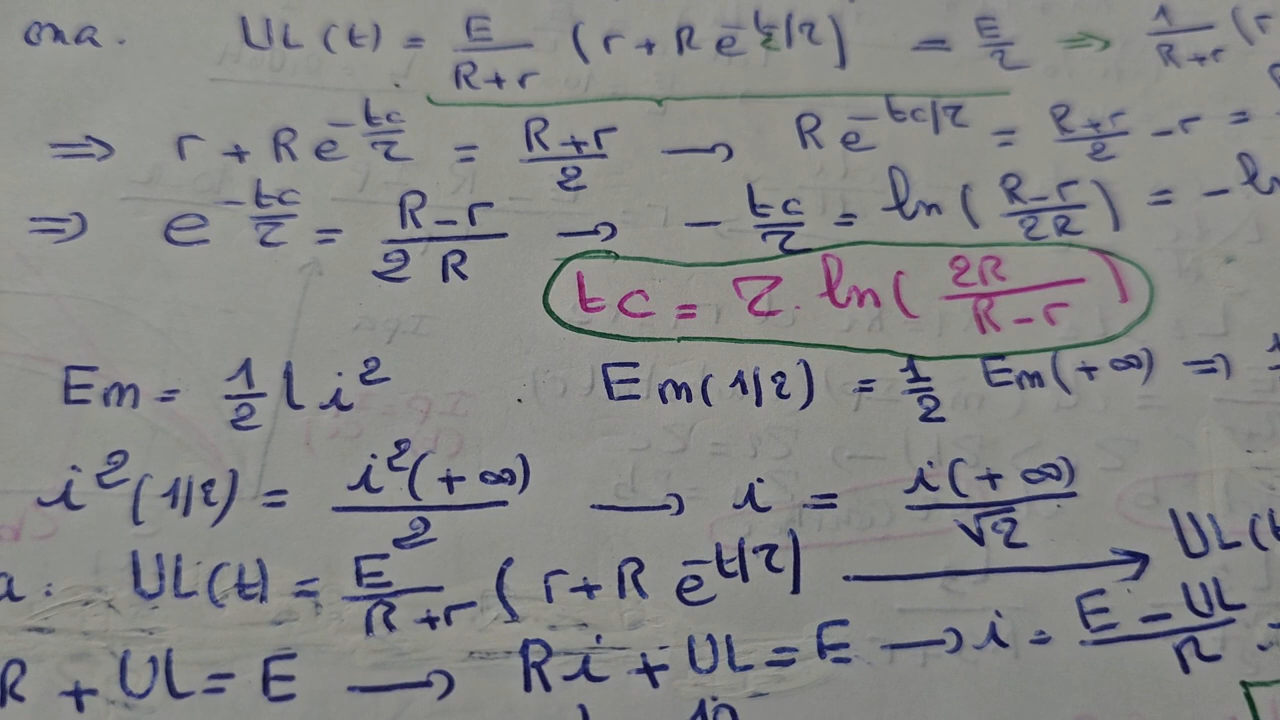 ona. UL(t) = E/(R+r) (r + R e^(-t/τ)) = E/2 ⇒ 1/(R+r) (r
⇒ r + R e^(-tc/τ) = (R+r)/2 → R e^(-tc/τ) = (R+r)/2 - r =
⇒ e^(-tc/τ) = (R-r)/(2R) → -tc/τ = ln((R-r)/(2R)) = -ln
tc = τ. ln(2R/(R-r))
Em = 1/2 L i² Em(1/2) = 1/2 Em(+∞) ⇒
i²(1/2) = i²(+∞)/2 → i = i(+∞)/√2
a: UL(t) = E/(R+r) (r + R e^(-t/τ)) → UL(t
R + UL = E → Ri + UL = E → i = (E - UL)/R =